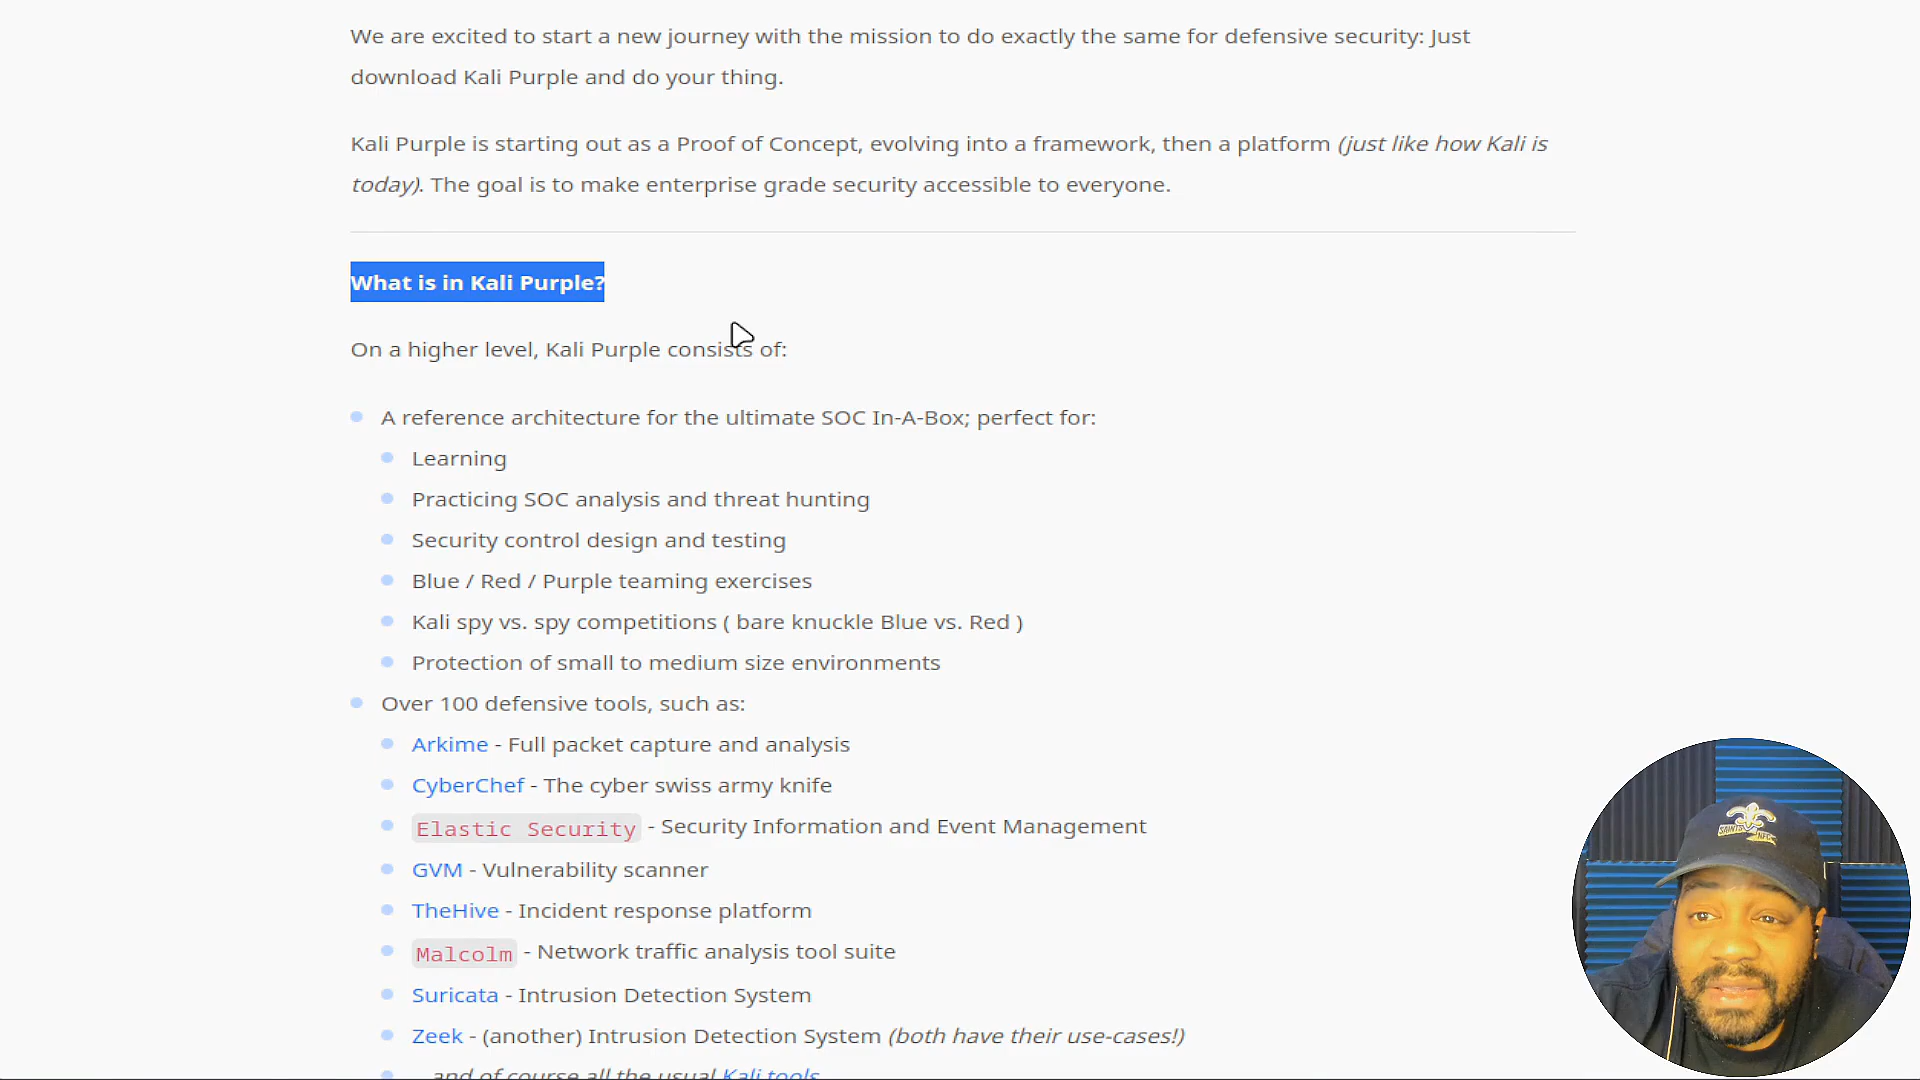 We are excited to start a new journey with the mission to do exactly the same for defensive security: Just
download Kali Purple and do your thing.
Kali Purple is starting out as a Proof of Concept, evolving into a framework, then a platform (just like how Kali is
today). The goal is to make enterprise grade security accessible to everyone.
What is in Kali Purple?
On a higher level, Kali Purple consists of:
A reference architecture for the ultimate SOC In-A-Box; perfect for:
Learning
Practicing SOC analysis and threat hunting
Security control design and testing
Blue / Red / Purple teaming exercises
Kali spy vs. spy competitions ( bare knuckle Blue vs. Red )
Protection of small to medium size environments
Over 100 defensive tools, such as:
Arkime - Full packet capture and analysis
CyberChef - The cyber swiss army knife
Elastic Security - Security Information and Event Management
GVM - Vulnerability scanner
TheHive - Incident response platform
Malcolm - Network traffic analysis tool suite
Suricata - Intrusion Detection System
Zeek - (another) Intrusion Detection System (both have their use-cases!)
and of course all the usual Kali tools
SAINTS NFC